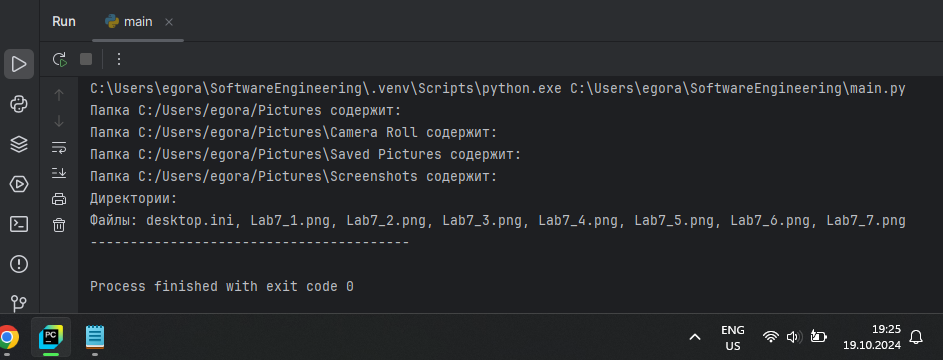 Run main
C:\Users\egora\SoftwareEngineering\.venv\Scripts\python.exe C:\Users\egora\SoftwareEngineering\main.py
Папка C:/Users/egora/Pictures содержит:
Папка C:/Users/egora/Pictures\Camera Roll содержит:
Папка C:/Users/egora/Pictures\Saved Pictures содержит:
Папка C:/Users/egora/Pictures\Screenshots содержит:
Директории:
Файлы: desktop.ini, Lab7_1.png, Lab7_2.png, Lab7_3.png, Lab7_4.png, Lab7_5.png, Lab7_6.png, Lab7_7.png
----------------------------------------
Process finished with exit code 0
PC
ENG 19:25
US 19.10.2024